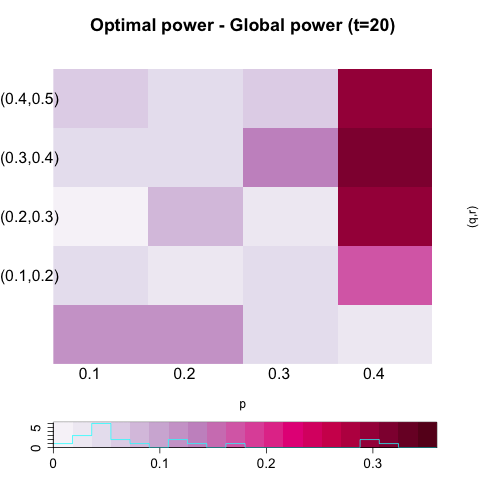 Optimal power - Global power (t=20)
(0.4,0.5)
(0.3,0.4)
(0.2,0.3)
(0.1,0.2)
(r,q)
0.1 0.2 0.3 0.4
p
0 5
0 0.1 0.2 0.3